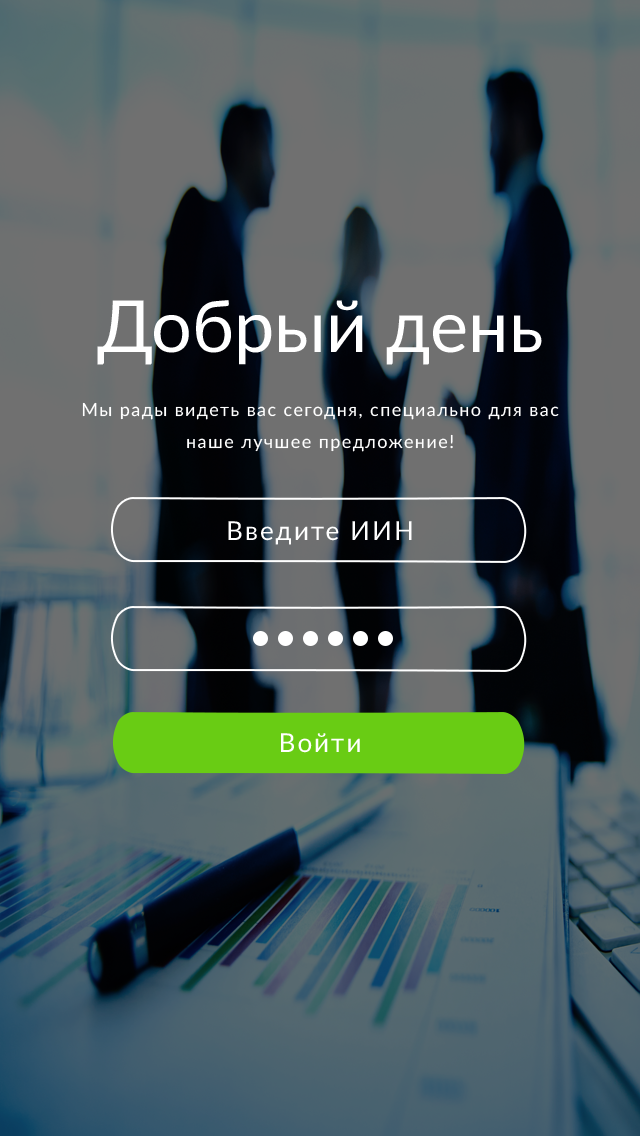 Добрый день
Мы рады видеть вас сегодня, специально для вас
наше лучшее предложение!
Введите ИИН
Войти